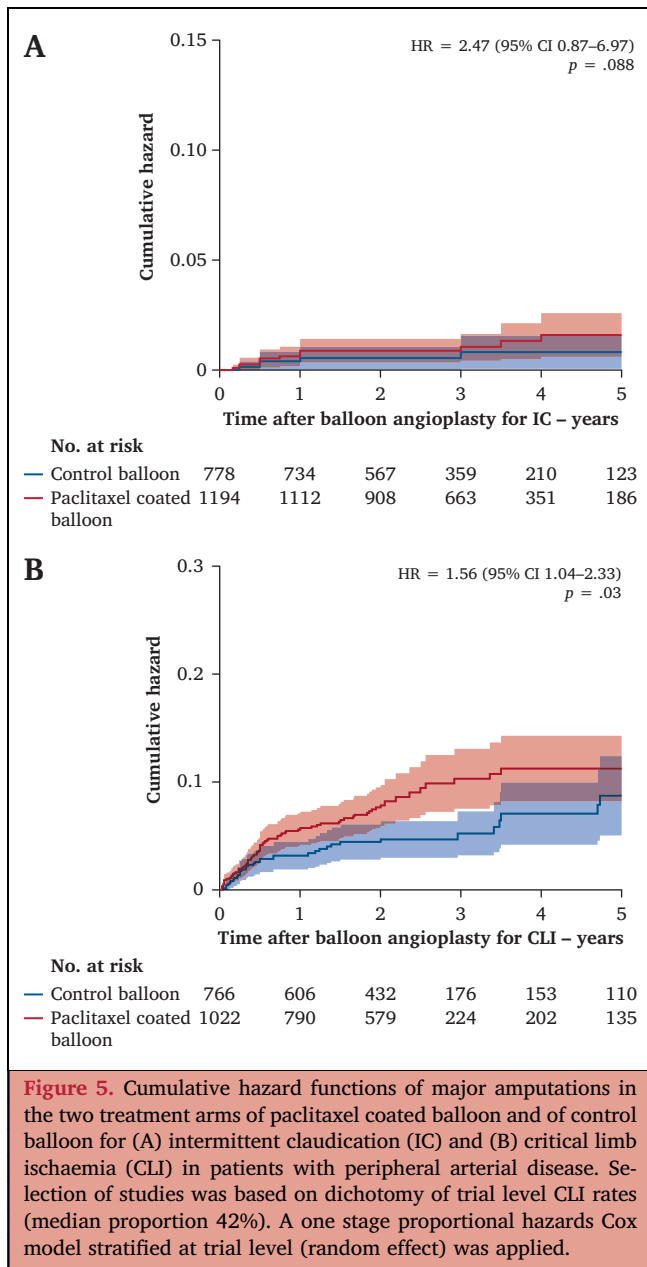 A
HR = 2.47 (95% CI 0.87–6.97)
p = .088
Cumulative hazard
0.15
0.10
0.05
0
0 1 2 3 4 5
Time after balloon angioplasty for IC – years
No. at risk
Control balloon 778 734 567 359 210 123
Paclitaxel coated 1194 1112 908 663 351 186
balloon
B
HR = 1.56 (95% CI 1.04–2.33)
p = .03
Cumulative hazard
0.3
0.2
0.1
0
0 1 2 3 4 5
Time after balloon angioplasty for CLI – years
No. at risk
Control balloon 766 606 432 176 153 110
Paclitaxel coated 1022 790 579 224 202 135
balloon
Figure 5. Cumulative hazard functions of major amputations in
the two treatment arms of paclitaxel coated balloon and of control
balloon for (A) intermittent claudication (IC) and (B) critical limb
ischaemia (CLI) in patients with peripheral arterial disease. Se-
lection of studies was based on dichotomy of trial level CLI rates
(median proportion 42%). A one stage proportional hazards Cox
model stratified at trial level (random effect) was applied.